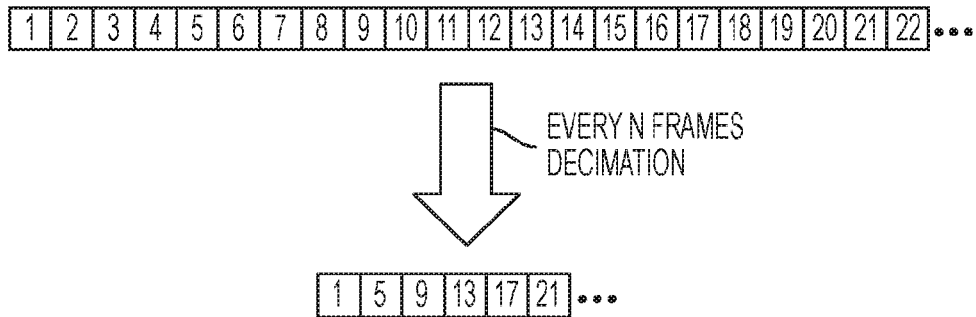 1 2 3 4 5 6 7 8 9 10 11 12 13 14 15 16 17 18 19 20 21 22 •••
EVERY N FRAMES
DECIMATION
1 5 9 13 17 21 •••